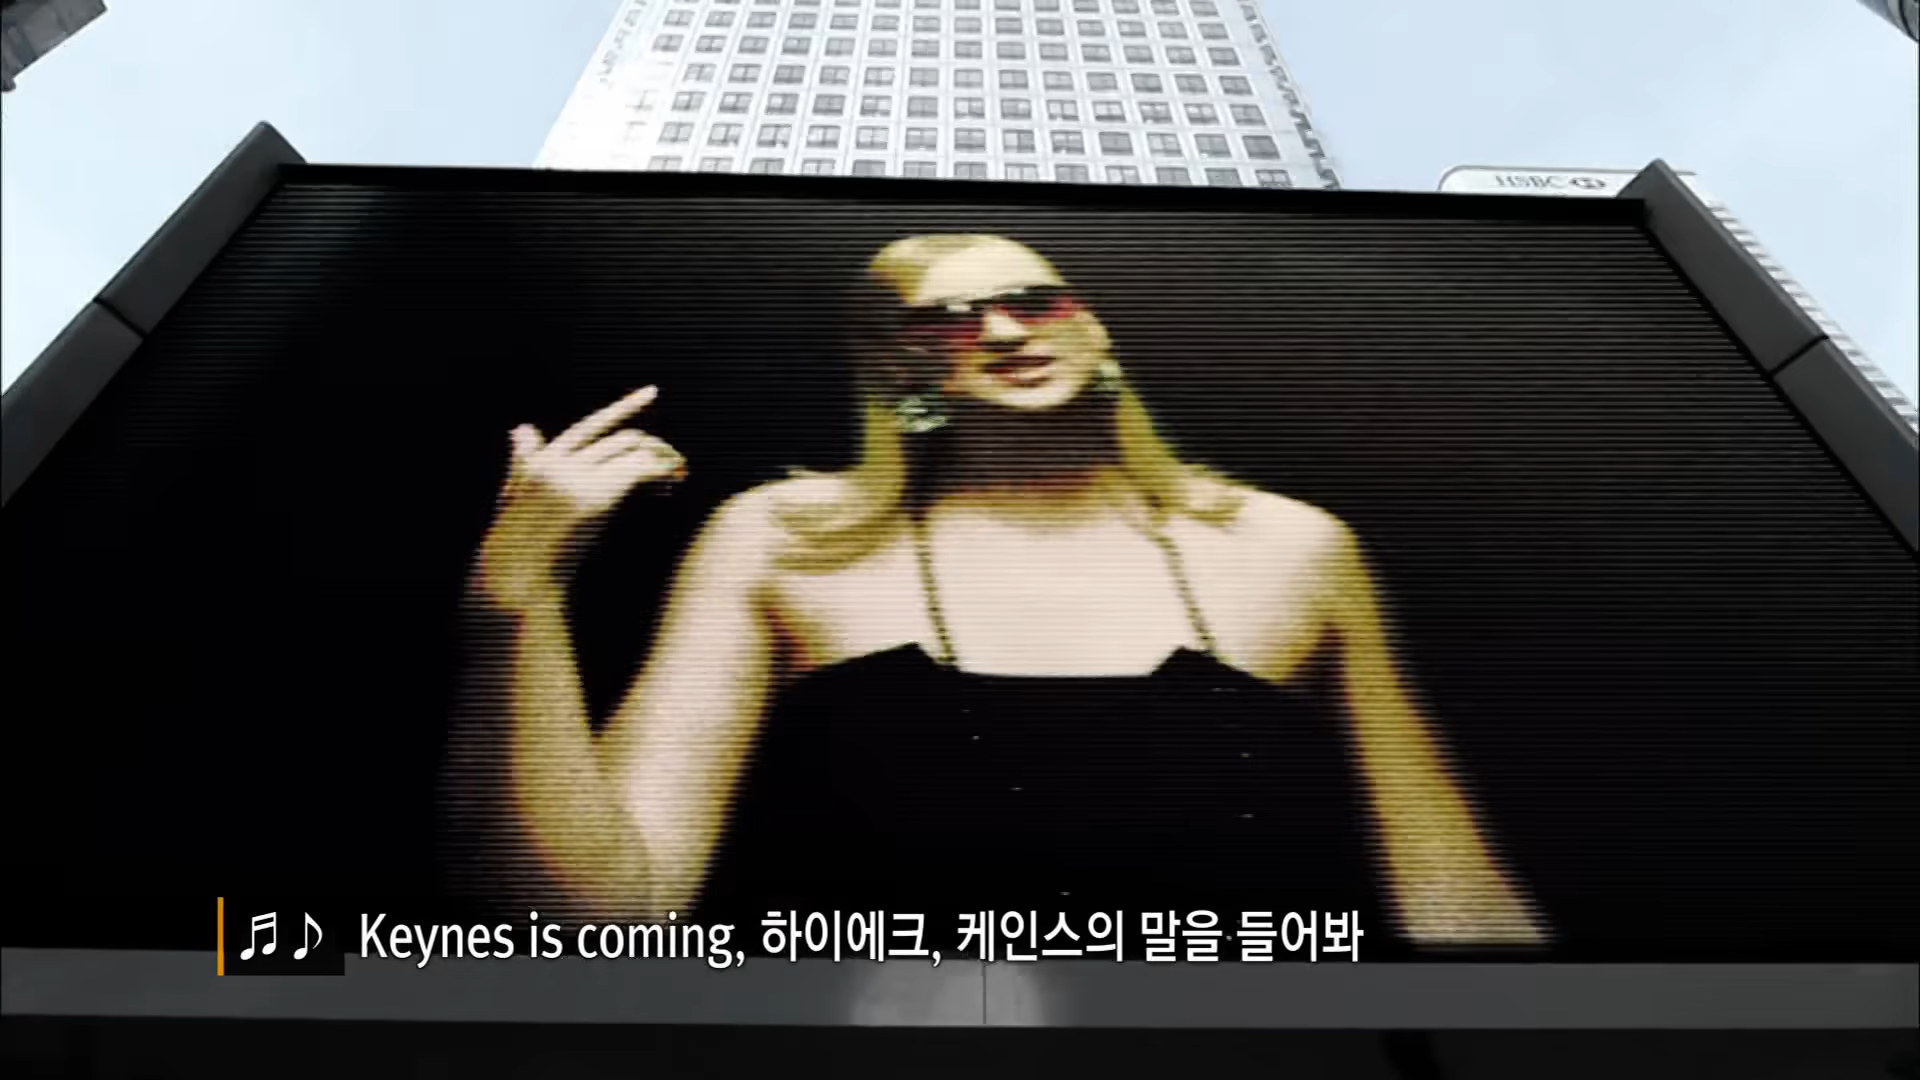 HSBC
♬♪ Keynes is coming, 하이에크, 케인스의 말을 들어봐